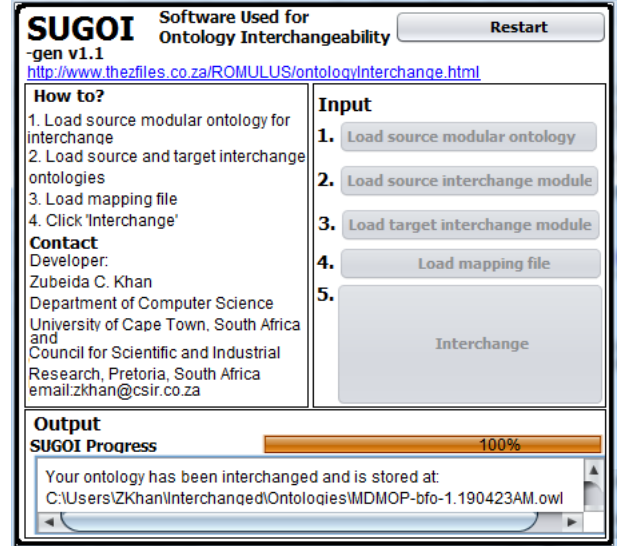 SUGOI
Software Used for
Ontology Interchangeability
-gen v1.1
Restart
http://www.thezfiles.co.za/ROMULUS/ontologyInterchange.html
How to?
1. Load source modular ontology for
interchange
2. Load source and target interchange
ontologies
3. Load mapping file
4. Click 'Interchange'
Contact
Developer:
Zubeida C. Khan
Department of Computer Science
University of Cape Town, South Africa
and
Council for Scientific and Industrial
Research, Pretoria, South Africa
email:zkhan@csir.co.za
Input
1. Load source modular ontology
2. Load source interchange module
3. Load target interchange module
4. Load mapping file
5. Interchange
Output
SUGOI Progress
100%
Your ontology has been interchanged and is stored at:
C:\Users\ZKhan\Interchanged\Ontologies\MDMOP-bfo-1.190423AM.owl